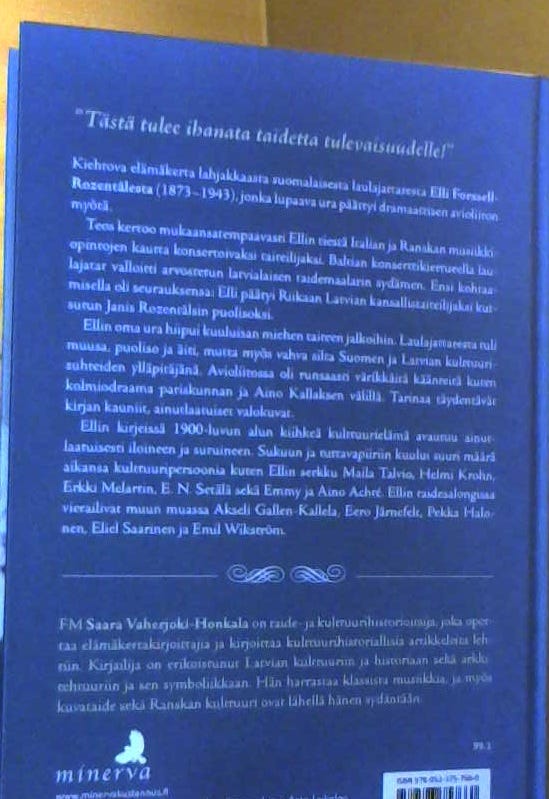 "Tästä tulee ihanata taidetta tulevaisuudelle!"
Kiehtova elämäkerta lahjakkaasta suomalaisesta laulajattaresta Elli Forssell-
Rozentālesta (1873–1943), jonka lupaava ura päättyi dramaattisen avioliiton
myötä.
Teos kertoo mukaansatempaavasti Ellin tiestä Italian ja Ranskan musiikki-
opintojen kautta konsertoivaksi taiteilijaksi. Baltian konserttikiertueella lau-
lajatar valloitti arvostetun latvialaisen taidemaalarin sydämen. Ensi kohtaa-
misella oli seurauksensa: Elli päätyi Riikaan Latvian kansallistaiteilijaksi kut-
sutun Janis Rozentālsin puolisoksi.
Ellin oma ura hiipui kuuluisan miehen taiteen jalkoihin. Laulajattaresta tuli
muusa, puoliso ja äiti, mutta myös vahva silta Suomen ja Latvian kulttuuri-
suhteiden ylläpitäjänä. Avioliitossa oli runsaasti värikkäitä käänteitä kuten
kolmiodraama pariskunnan ja Aino Kallaksen välillä. Tarinaa täydentävät
kirjan kauniit, ainutlaatuiset valokuvat.
Ellin kirjeissä 1900-luvun alun kiihkeä kulttuurielämä avautuu ainut-
laatuisesti iloineen ja suruineen. Sukuun ja tuttavapiiriin kuului suuri määrä
aikansa kulttuuripersoonia kuten Ellin serkku Maila Talvio, Helmi Krohn,
Erkki Melartin, E. N. Setälä sekä Emmy ja Aino Achté. Ellin taidesalongissa
vierailivat muun muassa Akseli Gallen-Kallela, Eero Järnefelt, Pekka Halo-
nen, Eliel Saarinen ja Emil Wikström.
FM Saara Vaherjoki-Honkala on taide- ja kulttuurihistorioitsija, joka opet-
taa elämäkertakirjoittajia ja kirjoittaa kulttuurihistoriallisia artikkeleita leh-
tiin. Kirjailija on erikoistunut Latvian kulttuuriin ja historiaan sekä arkki-
tehtuuriin ja sen symboliikkaan. Hän harrastaa klassista musiikkia, ja myös
kuvataide sekä Ranskan kulttuuri ovat lähellä hänen sydäntään.
99.1
minerva
www.minervakustannus.fi